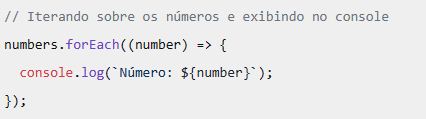 // Iterando sobre os números e exibindo no console
numbers.forEach((number) => {
  console.log(`Número: ${number}`);
});